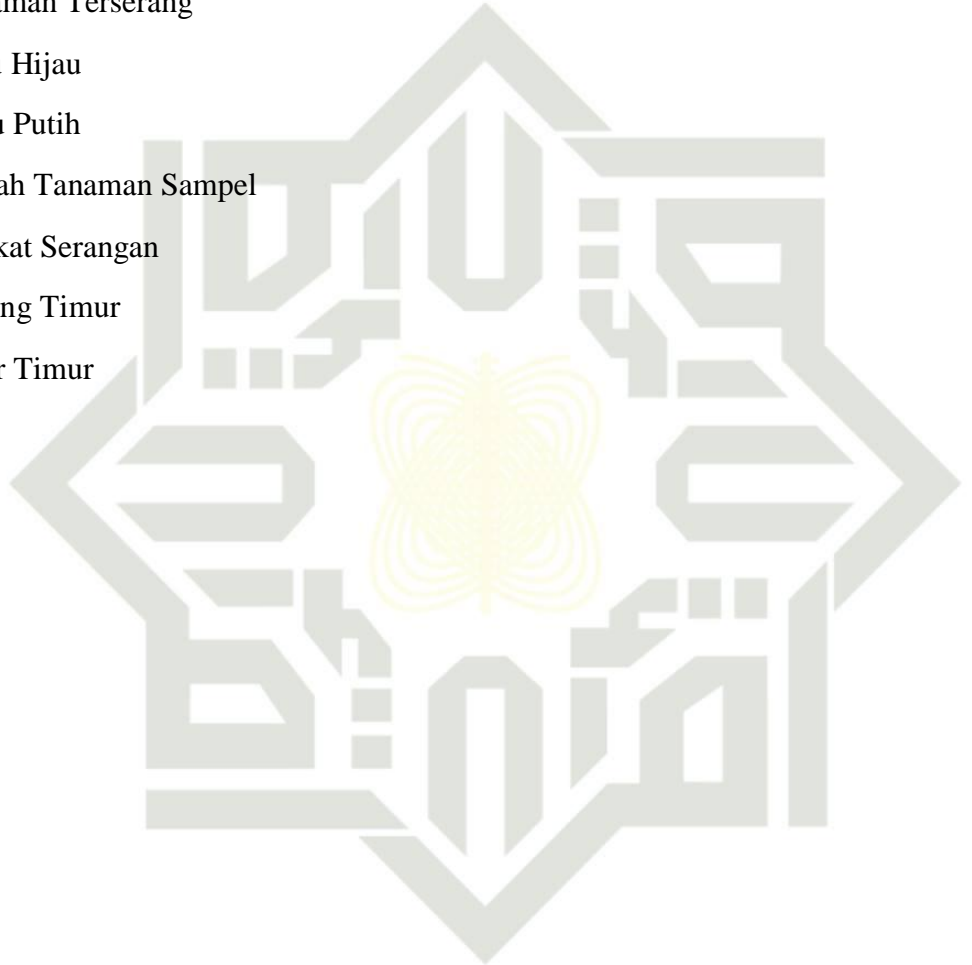 aman Terserang
Hijau
u Putih
ah Tanaman Sampel
kat Serangan
ng Timur
r Timur